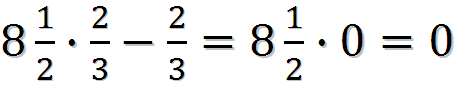 8 1/2 · 2/3 − 2/3 = 8 1/2 · 0 = 0